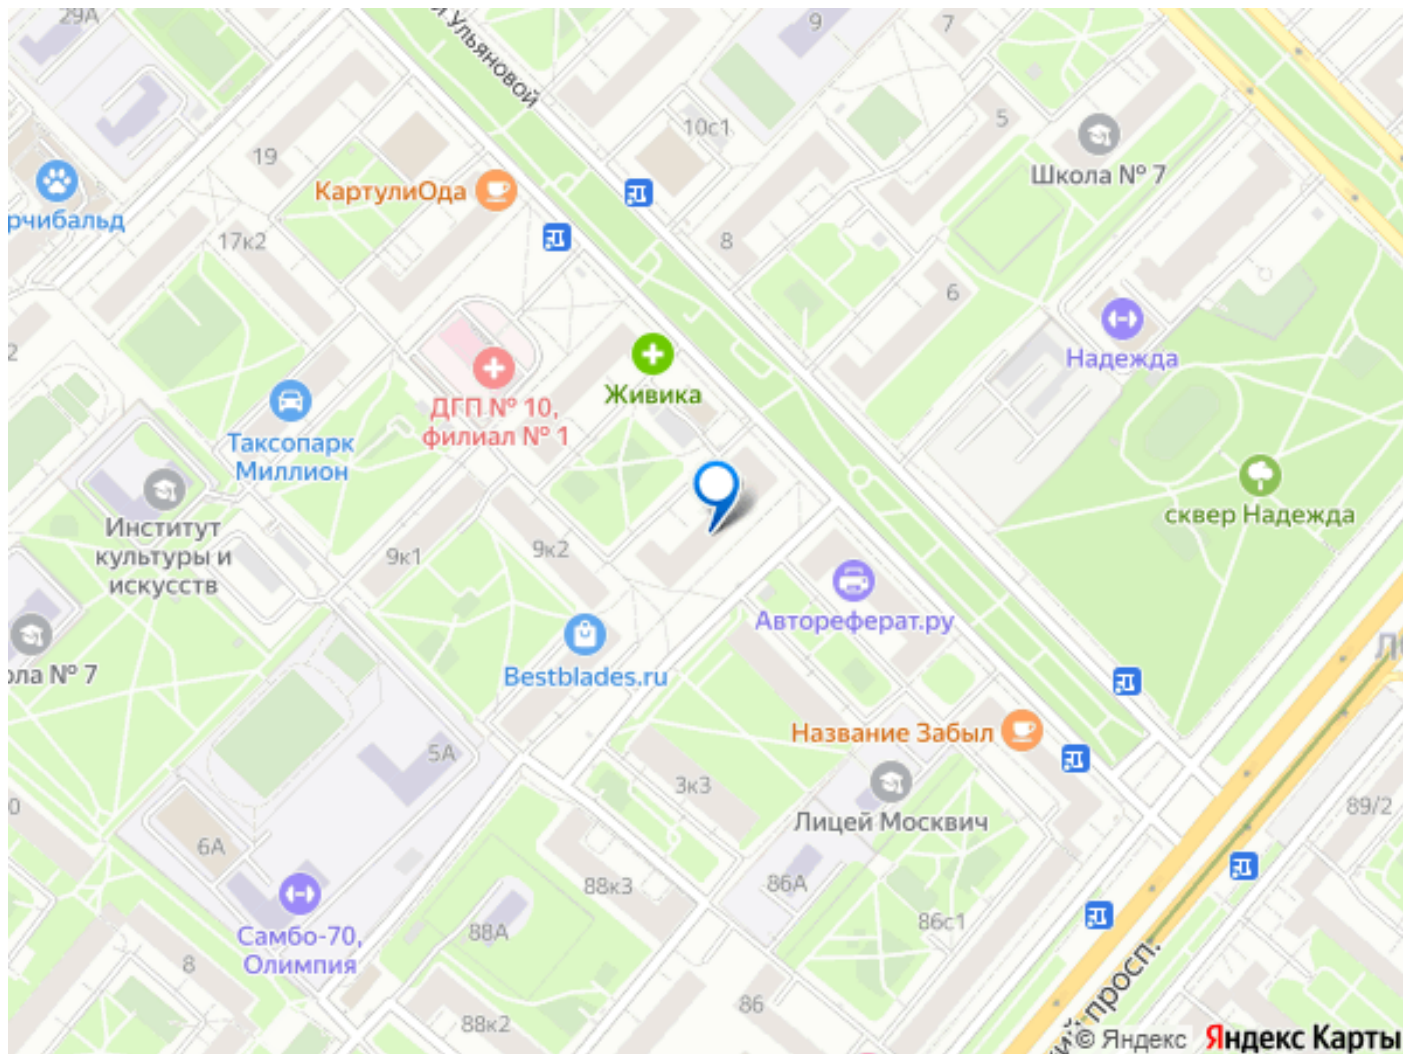 29А
й Ульяновой
9
7
10с1
5
Школа № 7
19
КартулиОда
рчибальд
17к2
8
6
Надежда
2
Живика
ДГП № 10,
филиал № 1
Таксопарк
Миллион
сквер Надежда
Институт
культуры и
искусств
9к1
9к2
Автореферат.ру
ола № 7
Bestblades.ru
5А
Название Забыл
3к3
Лицей Москвич
89/2
0
6А
88к3
86А
86с1
88А
Самбо-70,
Олимпия
8
86
88к2
ий просп.
© Яндекс Яндекс Карты